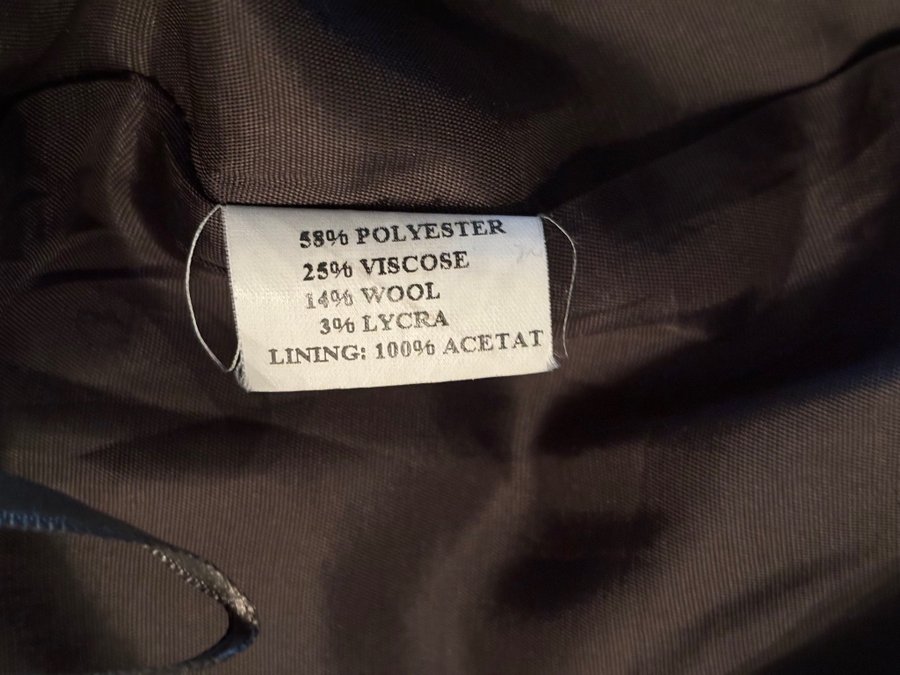 58% POLYESTER
25% VISCOSE
14% WOOL
3% LYCRA
LINING: 100% ACETAT